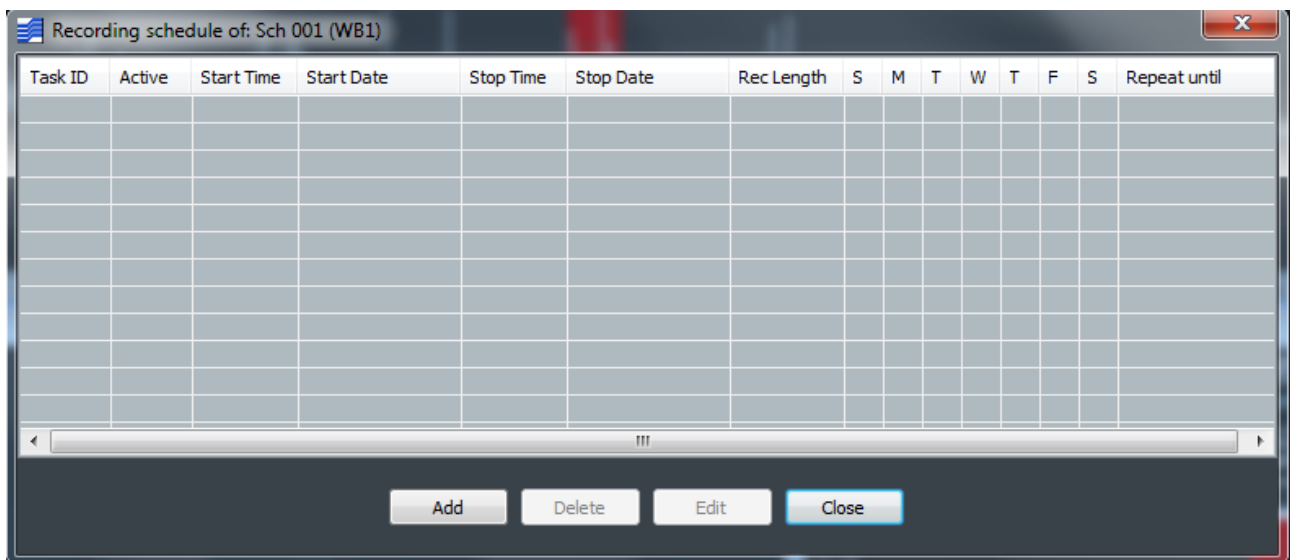 Recording schedule of: Sch 001 (WB1)
Task ID Active Start Time Start Date Stop Time Stop Date Rec Length S M T W T F S Repeat until
Add Delete Edit Close